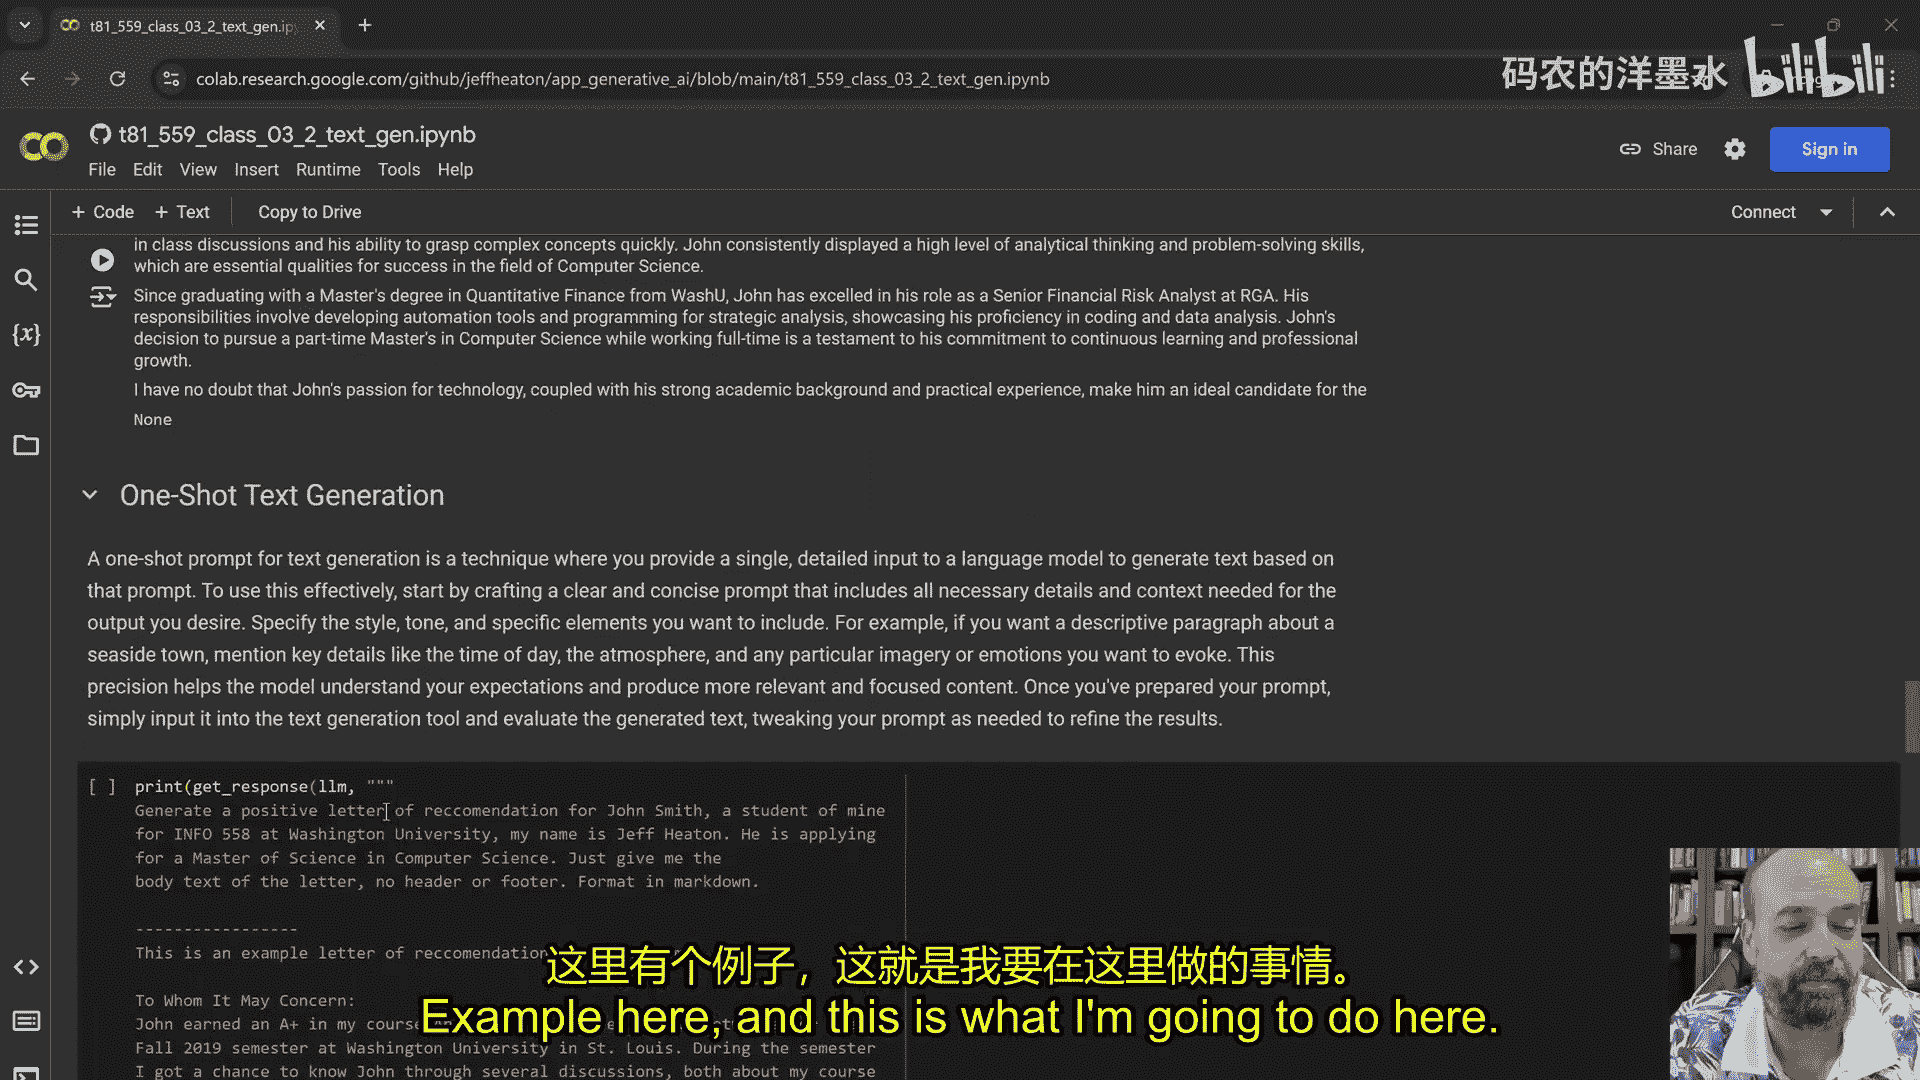 t81_559_class_03_2_text_gen.ip
colab.research.google.com/github/jeffheaton/app_generative_ai/blob/main/t81_559_class_03_2_text_gen.ipynb
码农的洋墨水 bilibili
t81_559_class_03_2_text_gen.ipynb
File Edit View Insert Runtime Tools Help
Share
Sign in
+ Code + Text Copy to Drive
Connect
in class discussions and his ability to grasp complex concepts quickly. John consistently displayed a high level of analytical thinking and problem-solving skills,
which are essential qualities for success in the field of Computer Science.
Since graduating with a Master's degree in Quantitative Finance from WashU, John has excelled in his role as a Senior Financial Risk Analyst at RGA. His
responsibilities involve developing automation tools and programming for strategic analysis, showcasing his proficiency in coding and data analysis. John's
decision to pursue a part-time Master's in Computer Science while working full-time is a testament to his commitment to continuous learning and professional
growth.
I have no doubt that John's passion for technology, coupled with his strong academic background and practical experience, make him an ideal candidate for the
None
One-Shot Text Generation
A one-shot prompt for text generation is a technique where you provide a single, detailed input to a language model to generate text based on
that prompt. To use this effectively, start by crafting a clear and concise prompt that includes all necessary details and context needed for the
output you desire. Specify the style, tone, and specific elements you want to include. For example, if you want a descriptive paragraph about a
seaside town, mention key details like the time of day, the atmosphere, and any particular imagery or emotions you want to evoke. This
precision helps the model understand your expectations and produce more relevant and focused content. Once you've prepared your prompt,
simply input it into the text generation tool and evaluate the generated text, tweaking your prompt as needed to refine the results.
[ ] print(get_response(llm, """
Generate a positive letter of reccomendation for John Smith, a student of mine
for INFO 558 at Washington University, my name is Jeff Heaton. He is applying
for a Master of Science in Computer Science. Just give me the
body text of the letter, no header or footer. Format in markdown.
-----------------
This is an example letter of reccomendation
To Whom It May Concern:
John earned an A+ in my course
Fall 2019 semester at Washington University in St. Louis. During the semester
I got a chance to know John through several discussions, both about my course
这里有个例子，这就是我要在这里做的事情。
Example here, and this is what I'm going to do here.